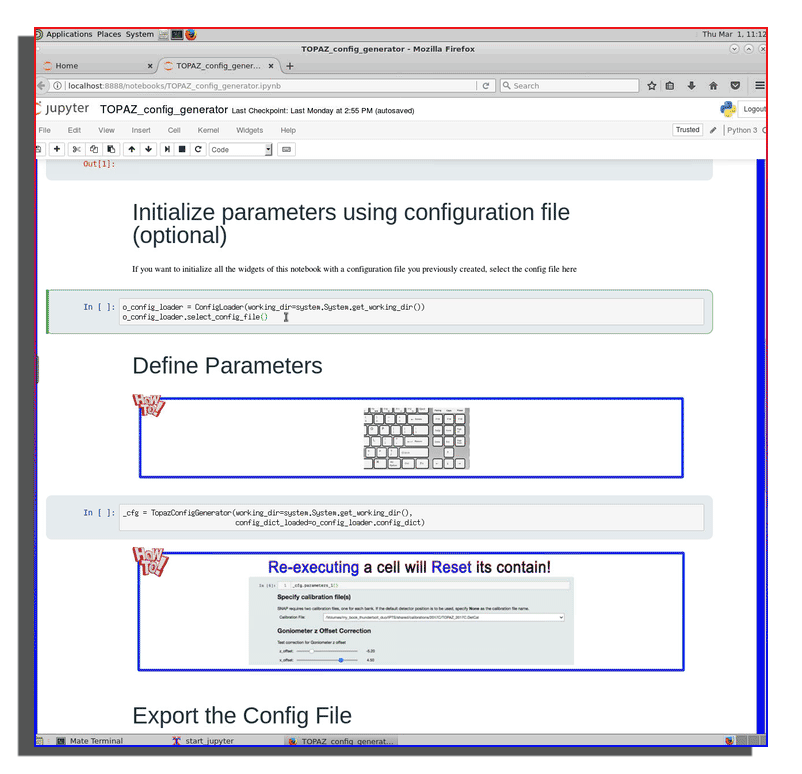 Applications Places System
Thu Mar 1, 11:12
TOPAZ_config_generator - Mozilla Firefox
Home
TOPAZ_config_gener...
localhost:8888/notebooks/TOPAZ_config_generator.ipynb
Search
jupyter TOPAZ_config_generator Last Checkpoint: Last Monday at 2:55 PM (autosaved)
Logout
File Edit View Insert Cell Kernel Widgets Help
Trusted
Python 3
Code
Out[1]:
Initialize parameters using configuration file
(optional)
If you want to initialize all the widgets of this notebook with a configuration file you previously created, select the config file here
In [ ]: o_config_loader = ConfigLoader(working_dir=system.System.get_working_dir())
o_config_loader.select_config_file()
Define Parameters
HOW TO!
In [ ]: _cfg = TopazConfigGenerator(working_dir=system.System.get_working_dir(),
config_dict_loaded=o_config_loader.config_dict)
HOW TO!
Re-executing a cell will Reset its contain!
Specify calibration file(s)
SNAP requires two calibration files, one for each bank. If the default detector position is to be used, specify None as the calibration file name.
Calibration File:
Goniometer z Offset Correction
Test correction for Goniometer z offset
z_offset:
x_offset:
Export the Config File
Mate Terminal
start_jupyter
TOPAZ_config_generat...